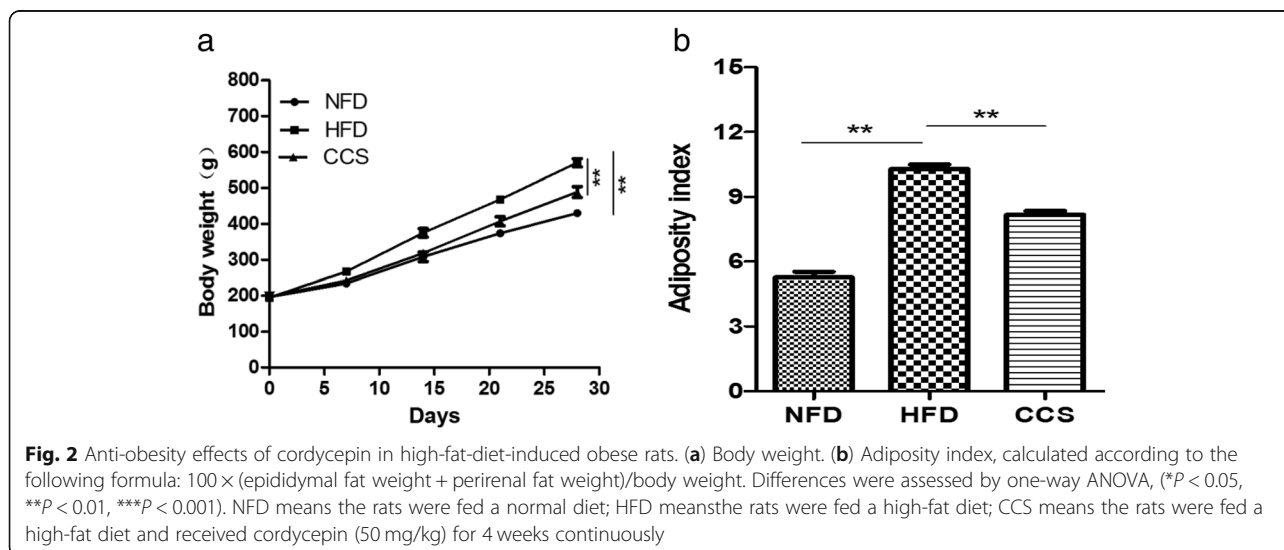 a
800
700
600
500
400
300
200
100
0
Body weight (g)
NFD
HFD
CCS
**
**
0 5 10 15 20 25 30
Days
b
15
12
9
6
3
0
Adiposity index
** **
NFD HFD CCS
Fig. 2 Anti-obesity effects of cordycepin in high-fat-diet-induced obese rats. (a) Body weight. (b) Adiposity index, calculated according to the
following formula: 100 × (epididymal fat weight + perirenal fat weight)/body weight. Differences were assessed by one-way ANOVA, (*P < 0.05,
**P < 0.01, ***P < 0.001). NFD means the rats were fed a normal diet; HFD meansthe rats were fed a high-fat diet; CCS means the rats were fed a
high-fat diet and received cordycepin (50 mg/kg) for 4 weeks continuously